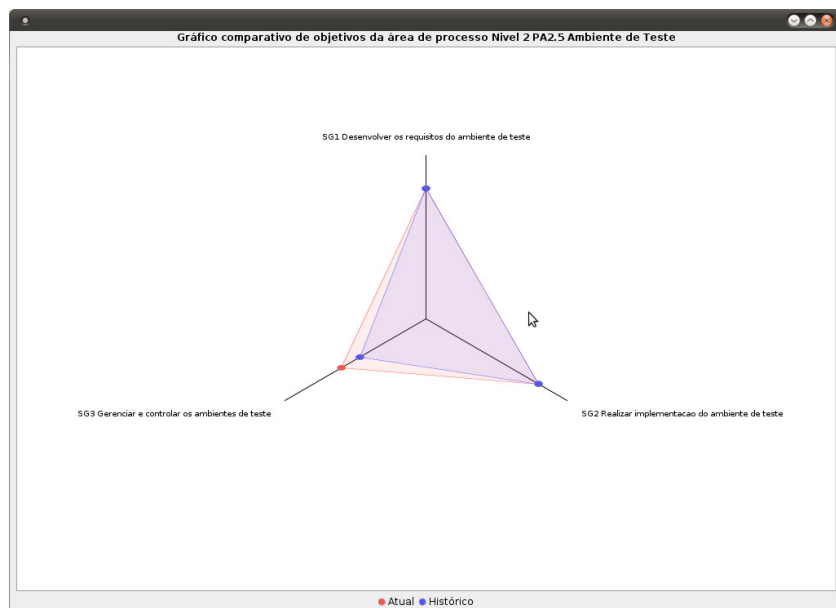 Gráfico comparativo de objetivos da área de processo Nivel 2 PA2.5 Ambiente de Teste
SG1 Desenvolver os requisitos do ambiente de teste
SG3 Gerenciar e controlar os ambientes de teste
SG2 Realizar implementacao do ambiente de teste
Atual Histórico